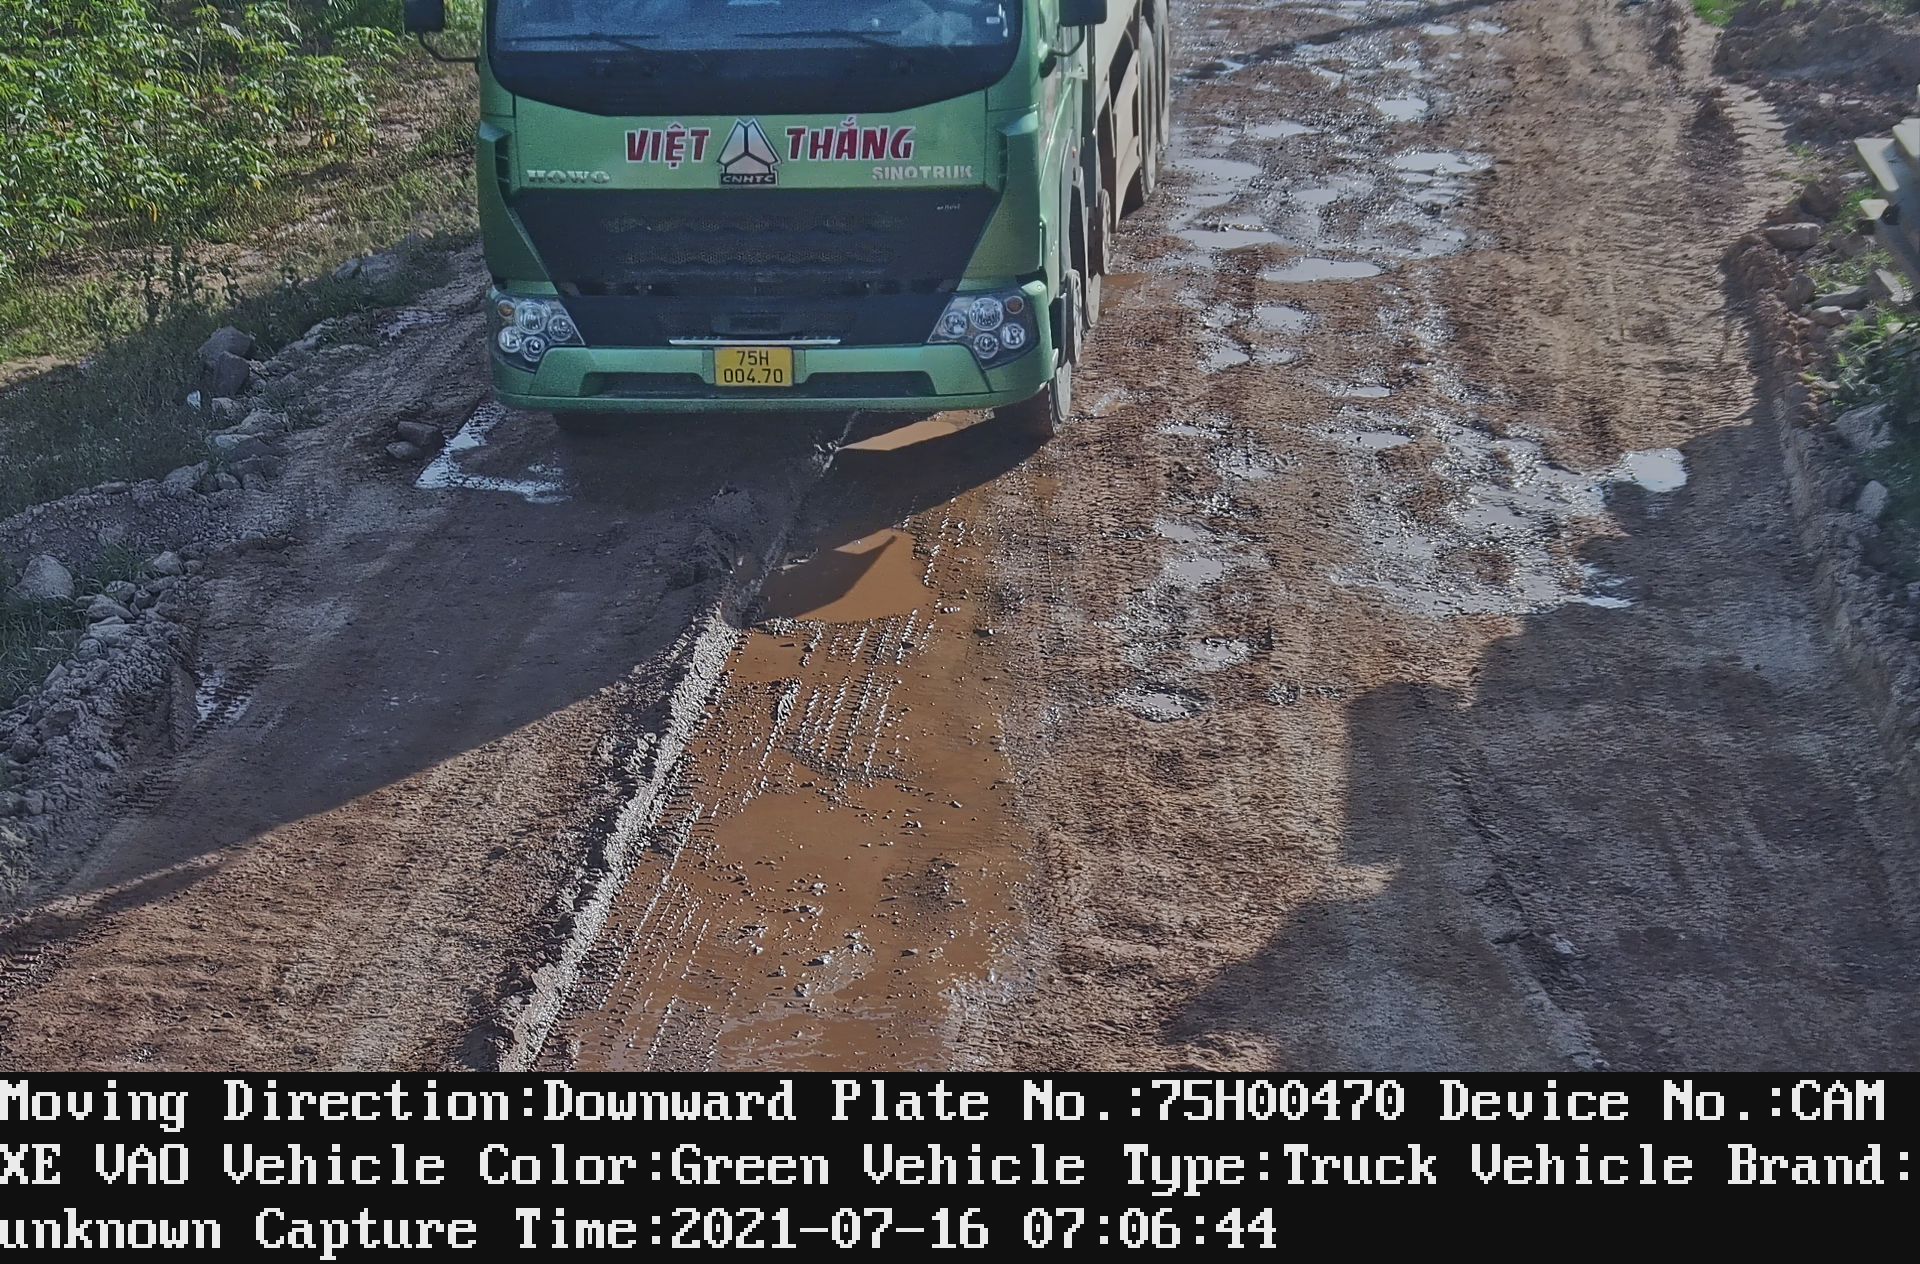 VIỆT THẮNG
HOWO CNHTC SINOTRUK
75H
004.70
Moving Direction:Downward Plate No.:75H00470 Device No.:CAM
XE VAO Vehicle Color:Green Vehicle Type:Truck Vehicle Brand:
unknown Capture Time:2021-07-16 07:06:44